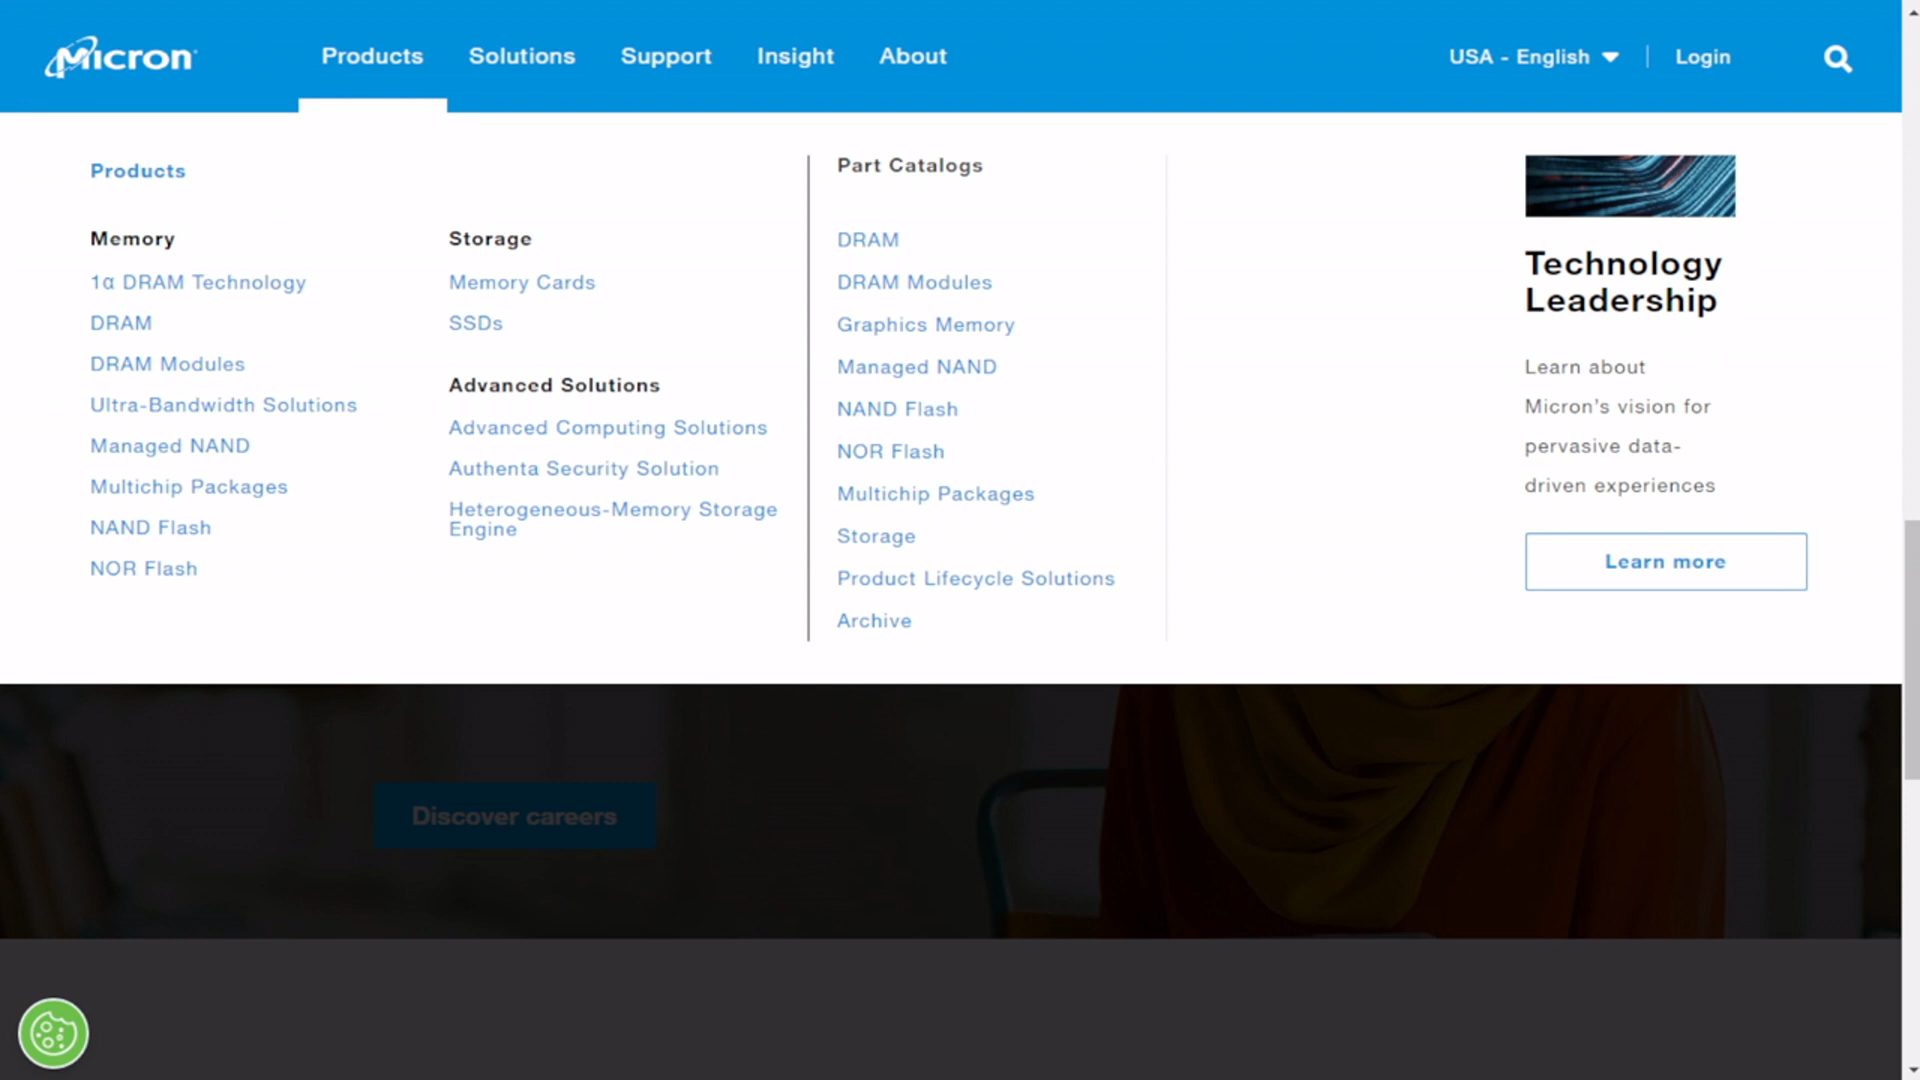 Micron
Products
Solutions
Support
Insight
About
USA - English
Login
Products
Memory
1α DRAM Technology
DRAM
DRAM Modules
Ultra-Bandwidth Solutions
Managed NAND
Multichip Packages
NAND Flash
NOR Flash
Storage
Memory Cards
SSDs
Advanced Solutions
Advanced Computing Solutions
Authenta Security Solution
Heterogeneous-Memory Storage
Engine
Part Catalogs
DRAM
DRAM Modules
Graphics Memory
Managed NAND
NAND Flash
NOR Flash
Multichip Packages
Storage
Product Lifecycle Solutions
Archive
Technology
Leadership
Learn about
Micron's vision for
pervasive data-
driven experiences
Learn more
Discover careers